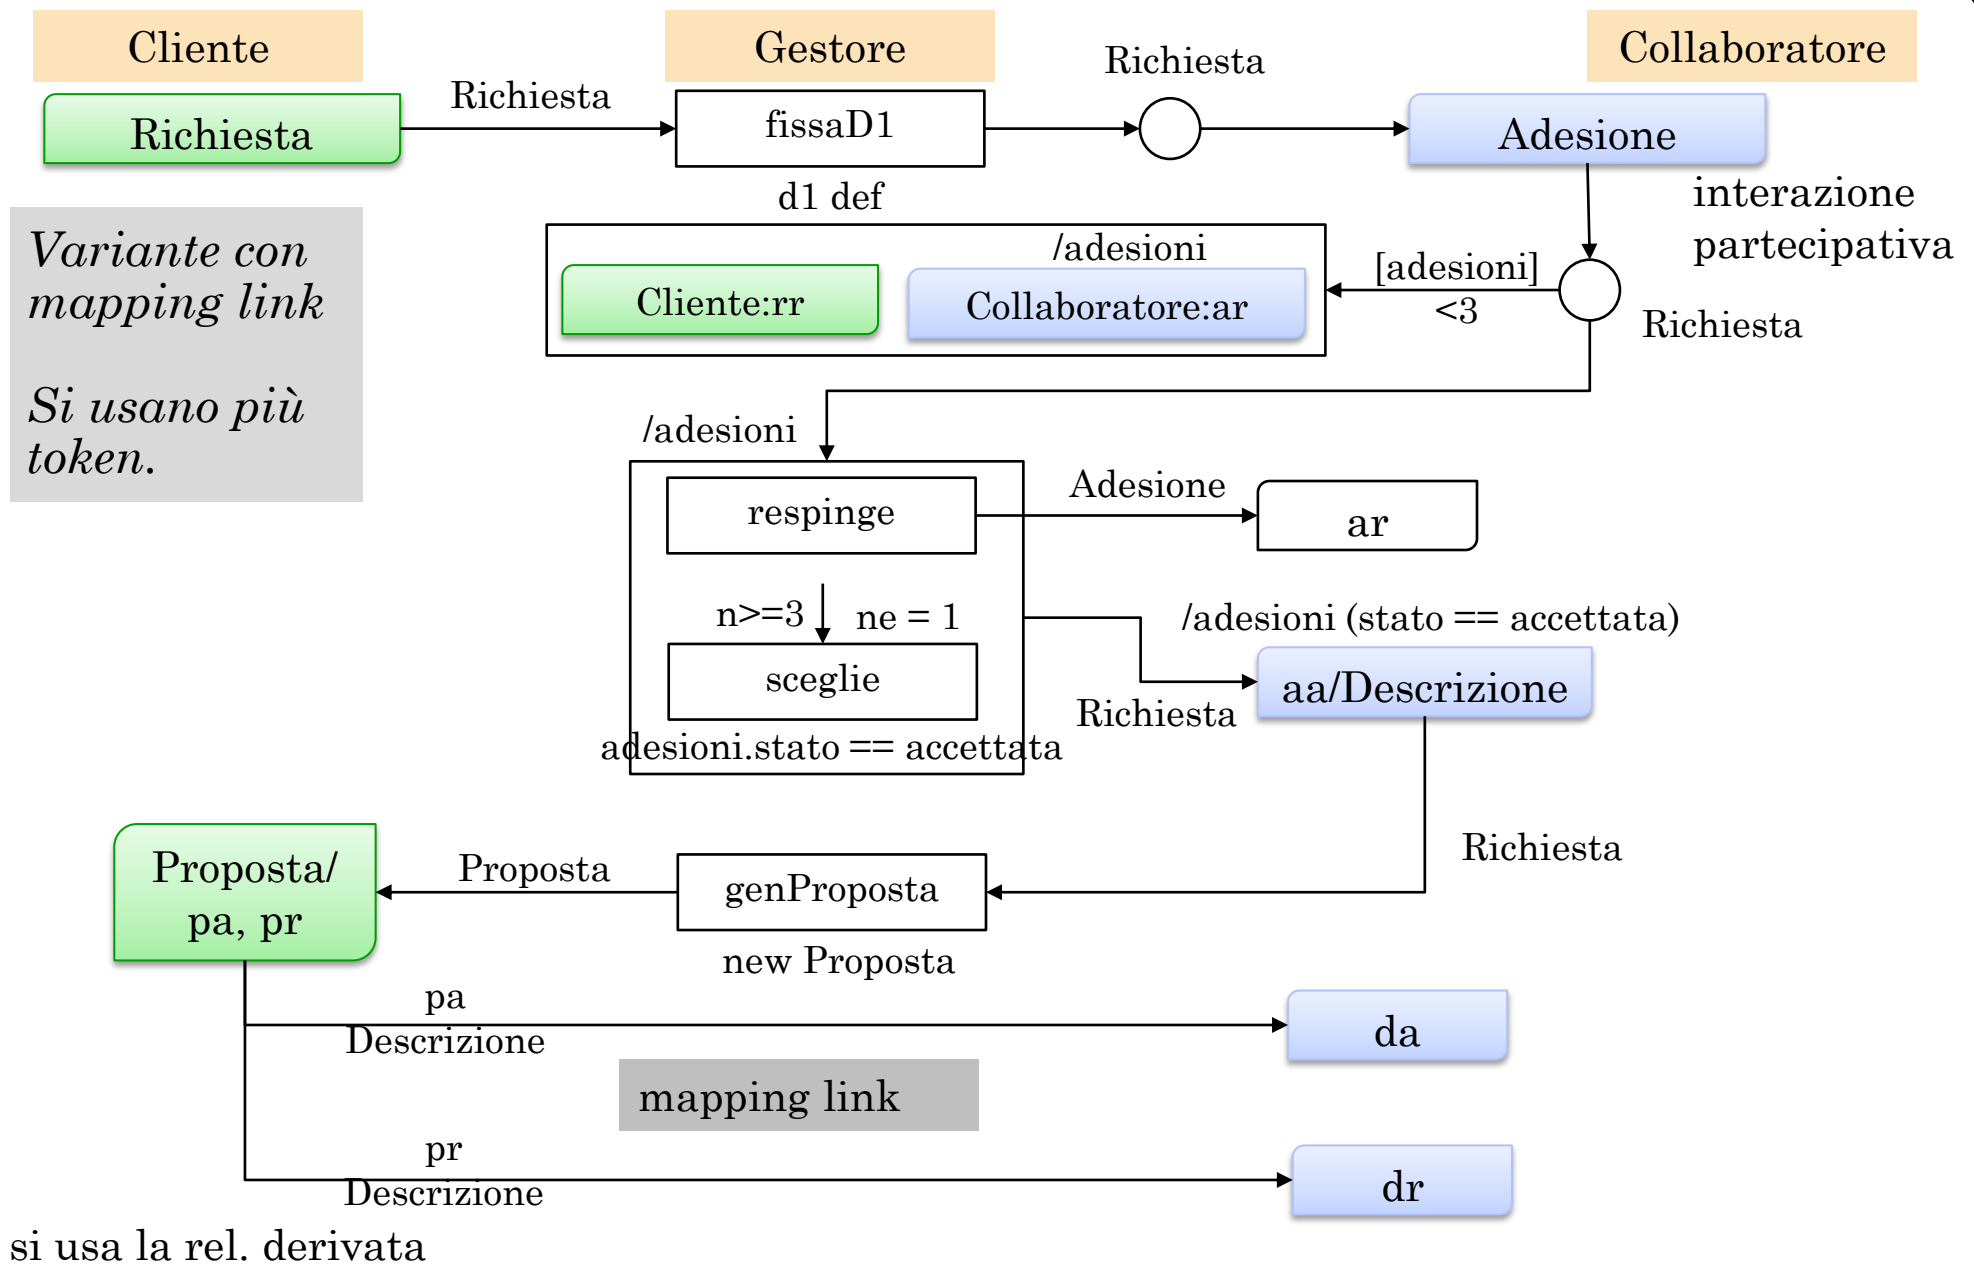 Cliente
Gestore
Collaboratore
Richiesta
Richiesta
fissaD1
Richiesta
Adesione
d1 def
interazione
partecipativa
Variante con
mapping link
Si usano più
token.
/adesioni
Cliente:rr
Collaboratore:ar
[adesioni]
<3
Richiesta
/adesioni
respinge
Adesione
ar
n>=3
ne = 1
sceglie
adesioni.stato == accettata
/adesioni (stato == accettata)
aa/Descrizione
Richiesta
Richiesta
Proposta/
pa, pr
Proposta
genProposta
new Proposta
pa
Descrizione
da
mapping link
pr
Descrizione
dr
si usa la rel. derivata